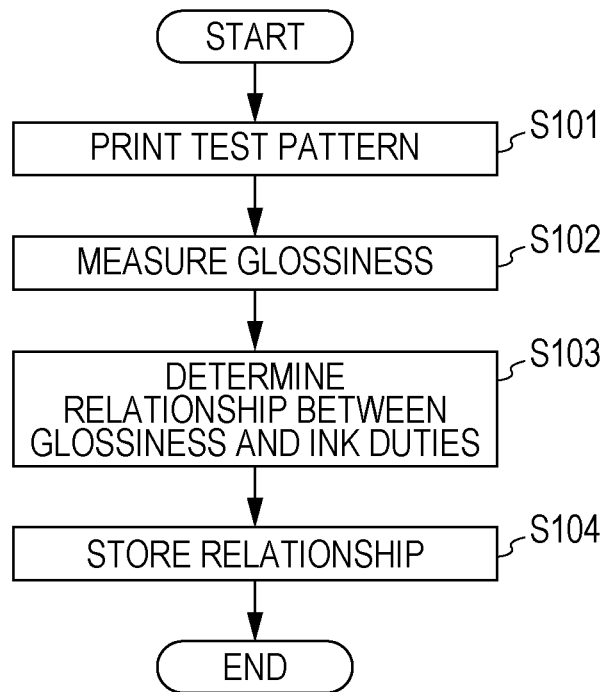 START
PRINT TEST PATTERN
S101
MEASURE GLOSSINESS
S102
DETERMINE
RELATIONSHIP BETWEEN
GLOSSINESS AND INK DUTIES
S103
STORE RELATIONSHIP
S104
END